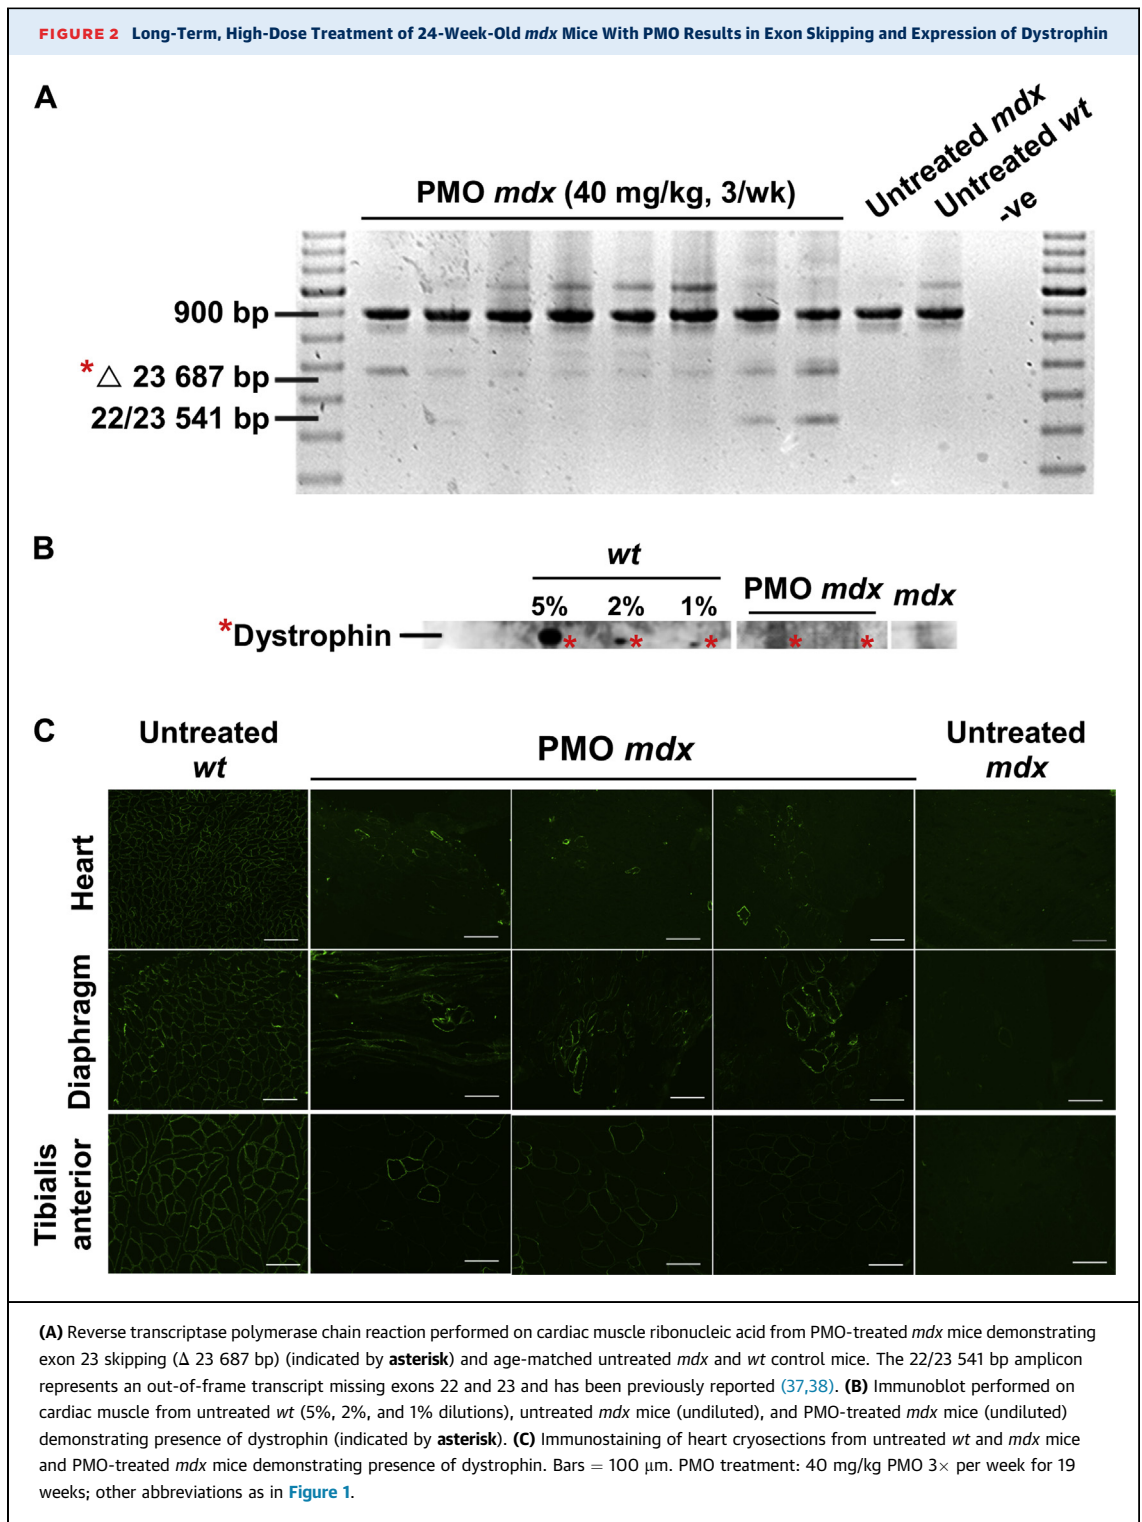 FIGURE 2 Long-Term, High-Dose Treatment of 24-Week-Old mdx Mice With PMO Results in Exon Skipping and Expression of Dystrophin
A
PMO mdx (40 mg/kg, 3/wk)
Untreated mdx
Untreated wt
-ve
900 bp
*△ 23 687 bp
22/23 541 bp
B
wt
5% 2% 1%
PMO mdx
mdx
*Dystrophin
* * * * *
C
Untreated wt
PMO mdx
Untreated mdx
Heart
Diaphragm
Tibialis anterior
(A) Reverse transcriptase polymerase chain reaction performed on cardiac muscle ribonucleic acid from PMO-treated mdx mice demonstrating
exon 23 skipping (Δ 23 687 bp) (indicated by asterisk) and age-matched untreated mdx and wt control mice. The 22/23 541 bp amplicon
represents an out-of-frame transcript missing exons 22 and 23 and has been previously reported (37,38). (B) Immunoblot performed on
cardiac muscle from untreated wt (5%, 2%, and 1% dilutions), untreated mdx mice (undiluted), and PMO-treated mdx mice (undiluted)
demonstrating presence of dystrophin (indicated by asterisk). (C) Immunostaining of heart cryosections from untreated wt and mdx mice
and PMO-treated mdx mice demonstrating presence of dystrophin. Bars = 100 μm. PMO treatment: 40 mg/kg PMO 3× per week for 19
weeks; other abbreviations as in Figure 1.